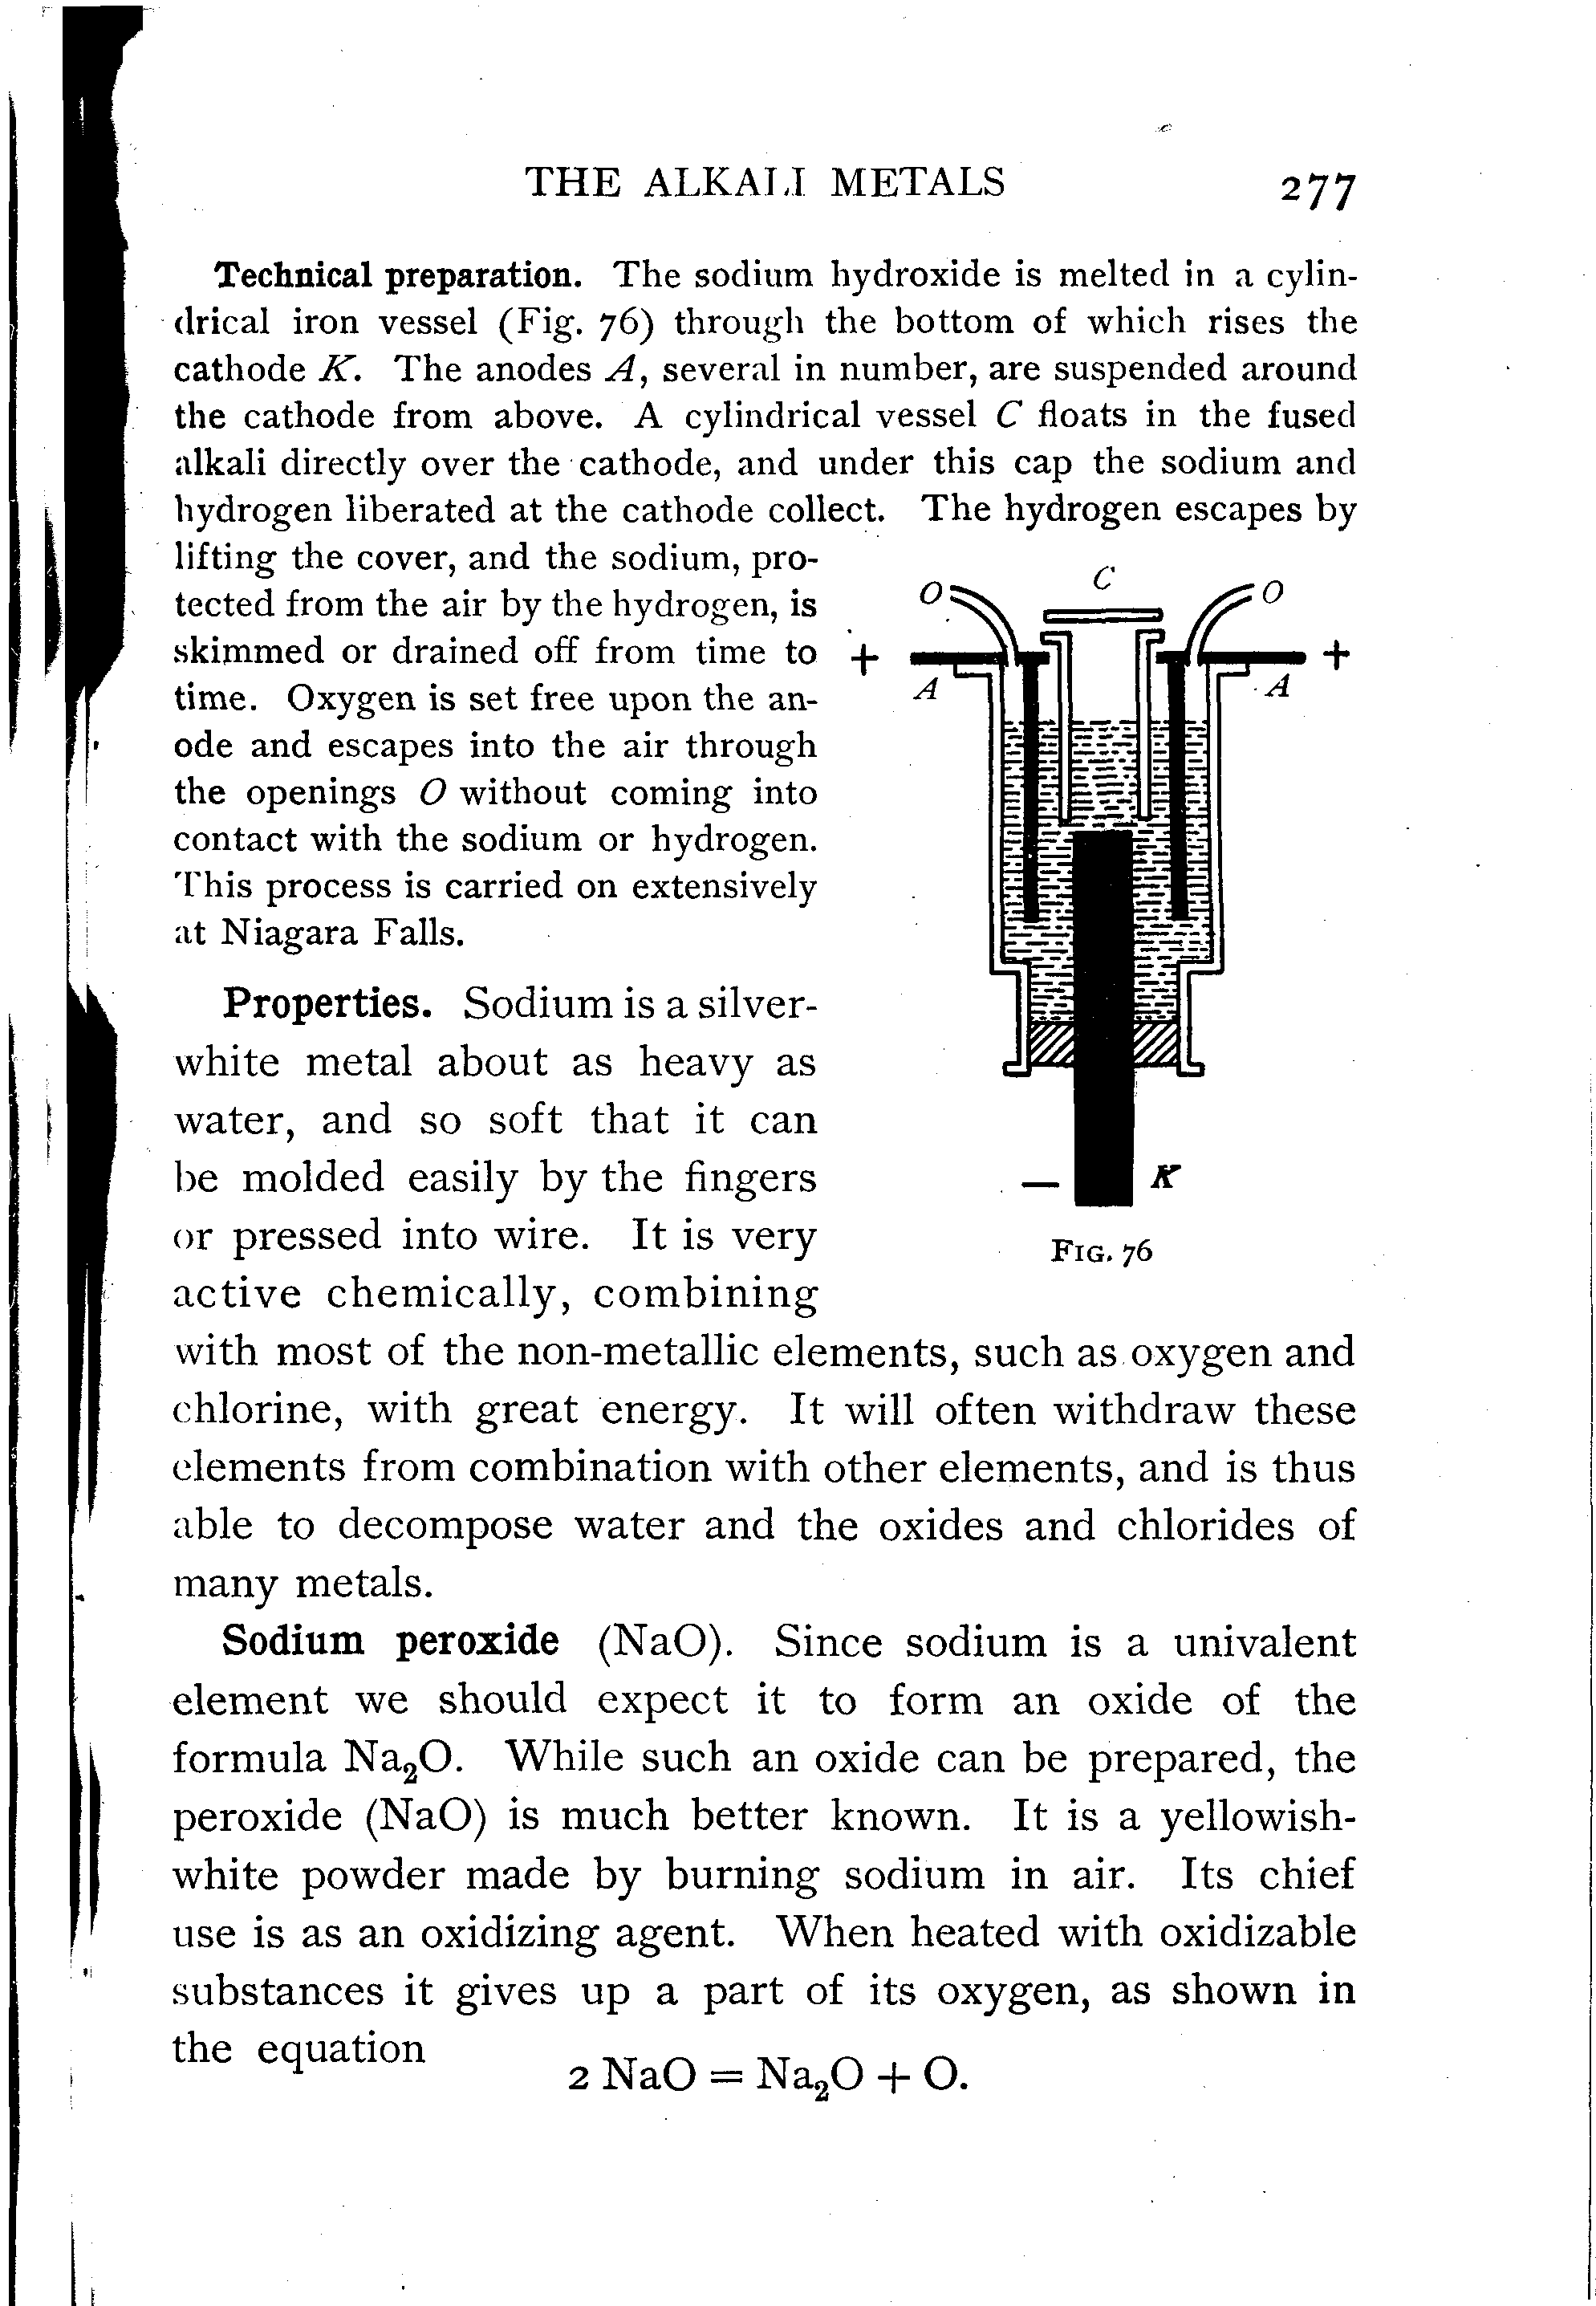 THE ALKALI METALS 277
Technical preparation. The sodium hydroxide is melted in a cylin-
drical iron vessel (Fig. 76) through the bottom of which rises the
cathode K. The anodes A, several in number, are suspended around
the cathode from above. A cylindrical vessel C floats in the fused
alkali directly over the cathode, and under this cap the sodium and
hydrogen liberated at the cathode collect. The hydrogen escapes by
lifting the cover, and the sodium, pro-
tected from the air by the hydrogen, is
skimmed or drained off from time to
time. Oxygen is set free upon the an-
ode and escapes into the air through
the openings O without coming into
contact with the sodium or hydrogen.
This process is carried on extensively
at Niagara Falls.
O C O
+ +
A A
− K
FIG. 76
Properties. Sodium is a silver-
white metal about as heavy as
water, and so soft that it can
be molded easily by the fingers
or pressed into wire. It is very
active chemically, combining
with most of the non-metallic elements, such as oxygen and
chlorine, with great energy. It will often withdraw these
elements from combination with other elements, and is thus
able to decompose water and the oxides and chlorides of
many metals.
Sodium peroxide (NaO). Since sodium is a univalent
element we should expect it to form an oxide of the
formula Na₂O. While such an oxide can be prepared, the
peroxide (NaO) is much better known. It is a yellowish-
white powder made by burning sodium in air. Its chief
use is as an oxidizing agent. When heated with oxidizable
substances it gives up a part of its oxygen, as shown in
the equation
2 NaO = Na₂O + O.